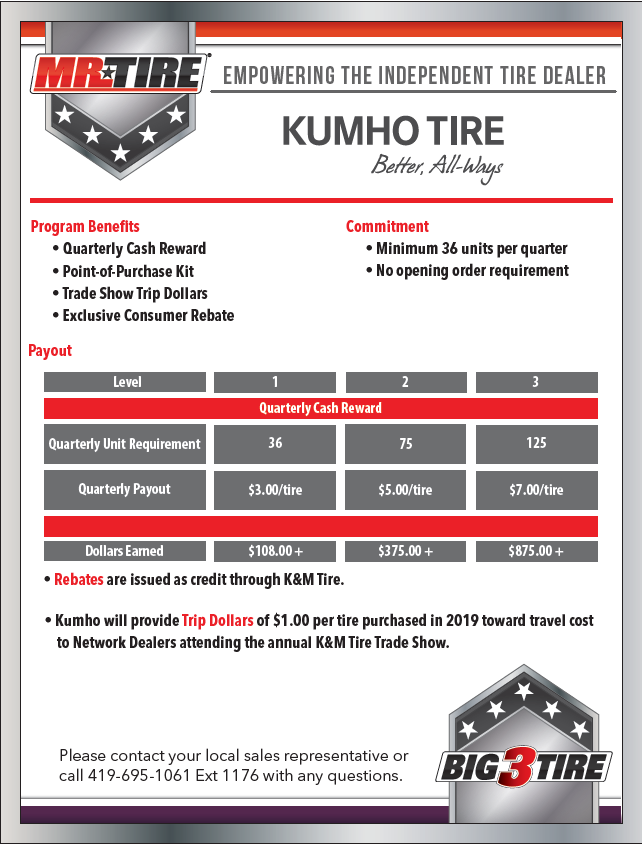 MR. TIRE
EMPOWERING THE INDEPENDENT TIRE DEALER
KUMHO TIRE
Better, All-Ways
Program Benefits
• Quarterly Cash Reward
• Point-of-Purchase Kit
• Trade Show Trip Dollars
• Exclusive Consumer Rebate
Commitment
• Minimum 36 units per quarter
• No opening order requirement
Payout
Level 1 2 3
Quarterly Cash Reward
Quarterly Unit Requirement 36 75 125
Quarterly Payout $3.00/tire $5.00/tire $7.00/tire
Dollars Earned $108.00 + $375.00 + $875.00 +
• Rebates are issued as credit through K&M Tire.
• Kumho will provide Trip Dollars of $1.00 per tire purchased in 2019 toward travel cost
to Network Dealers attending the annual K&M Tire Trade Show.
Please contact your local sales representative or
call 419-695-1061 Ext 1176 with any questions.
BIG 3 TIRE